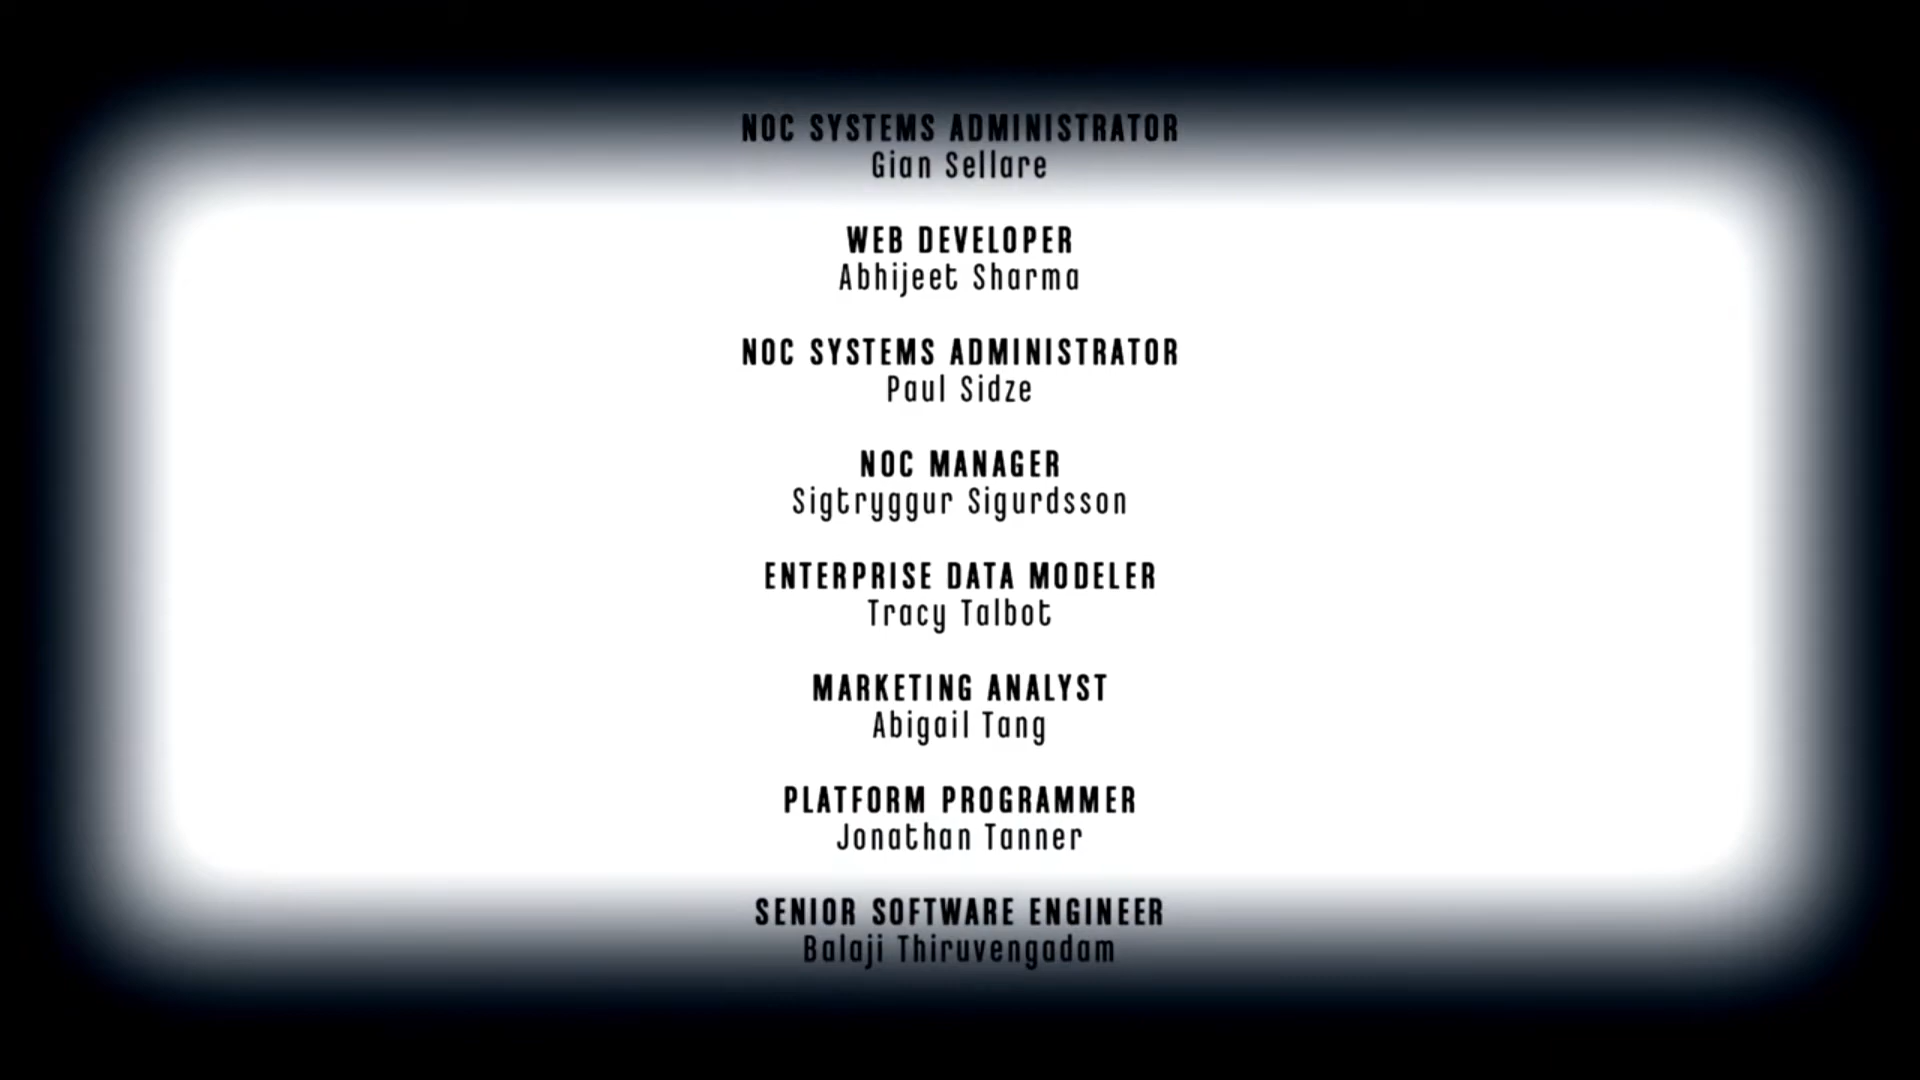 NOC SYSTEMS ADMINISTRATOR
Gian Sellare
WEB DEVELOPER
Abhijeet Sharma
NOC SYSTEMS ADMINISTRATOR
Paul Sidze
NOC MANAGER
Sigtryggur Sigurdsson
ENTERPRISE DATA MODELER
Tracy Talbot
MARKETING ANALYST
Abigail Tang
PLATFORM PROGRAMMER
Jonathan Tanner
SENIOR SOFTWARE ENGINEER
Balaji Thiruvengadam